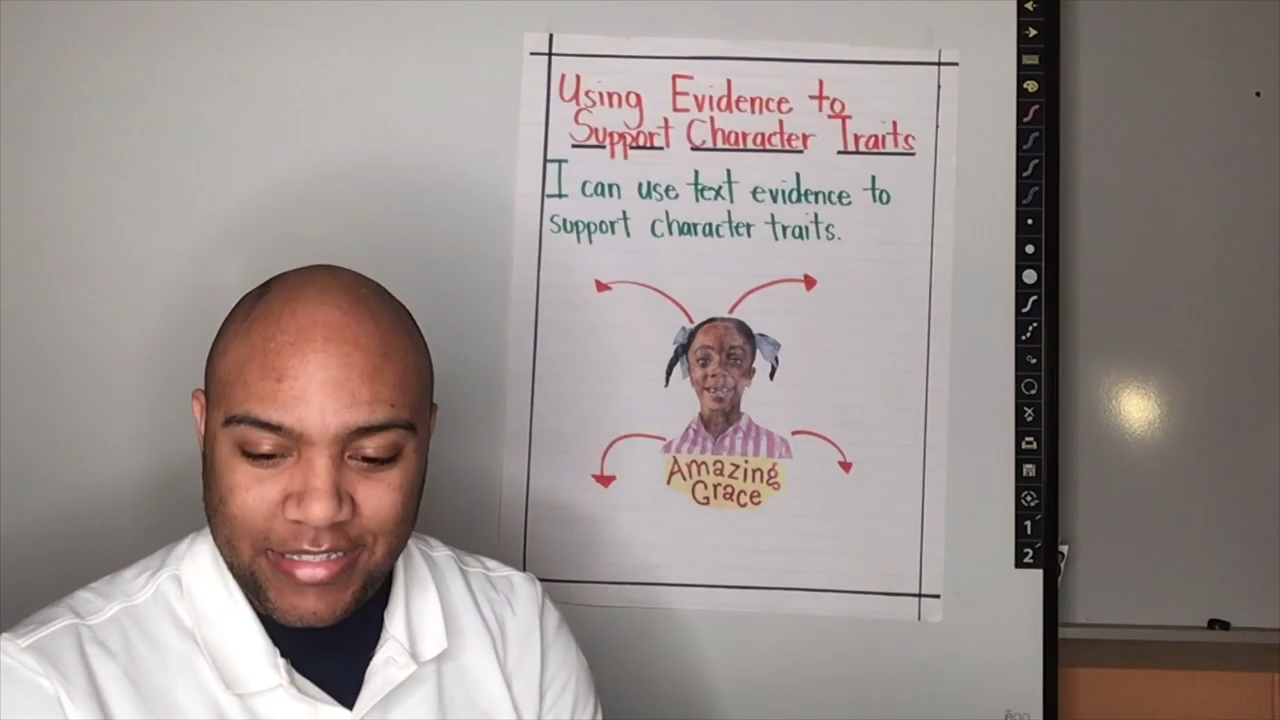 Using Evidence to
Support Character Traits
I can use text evidence to
support character traits.
Amazing
Grace
1
2